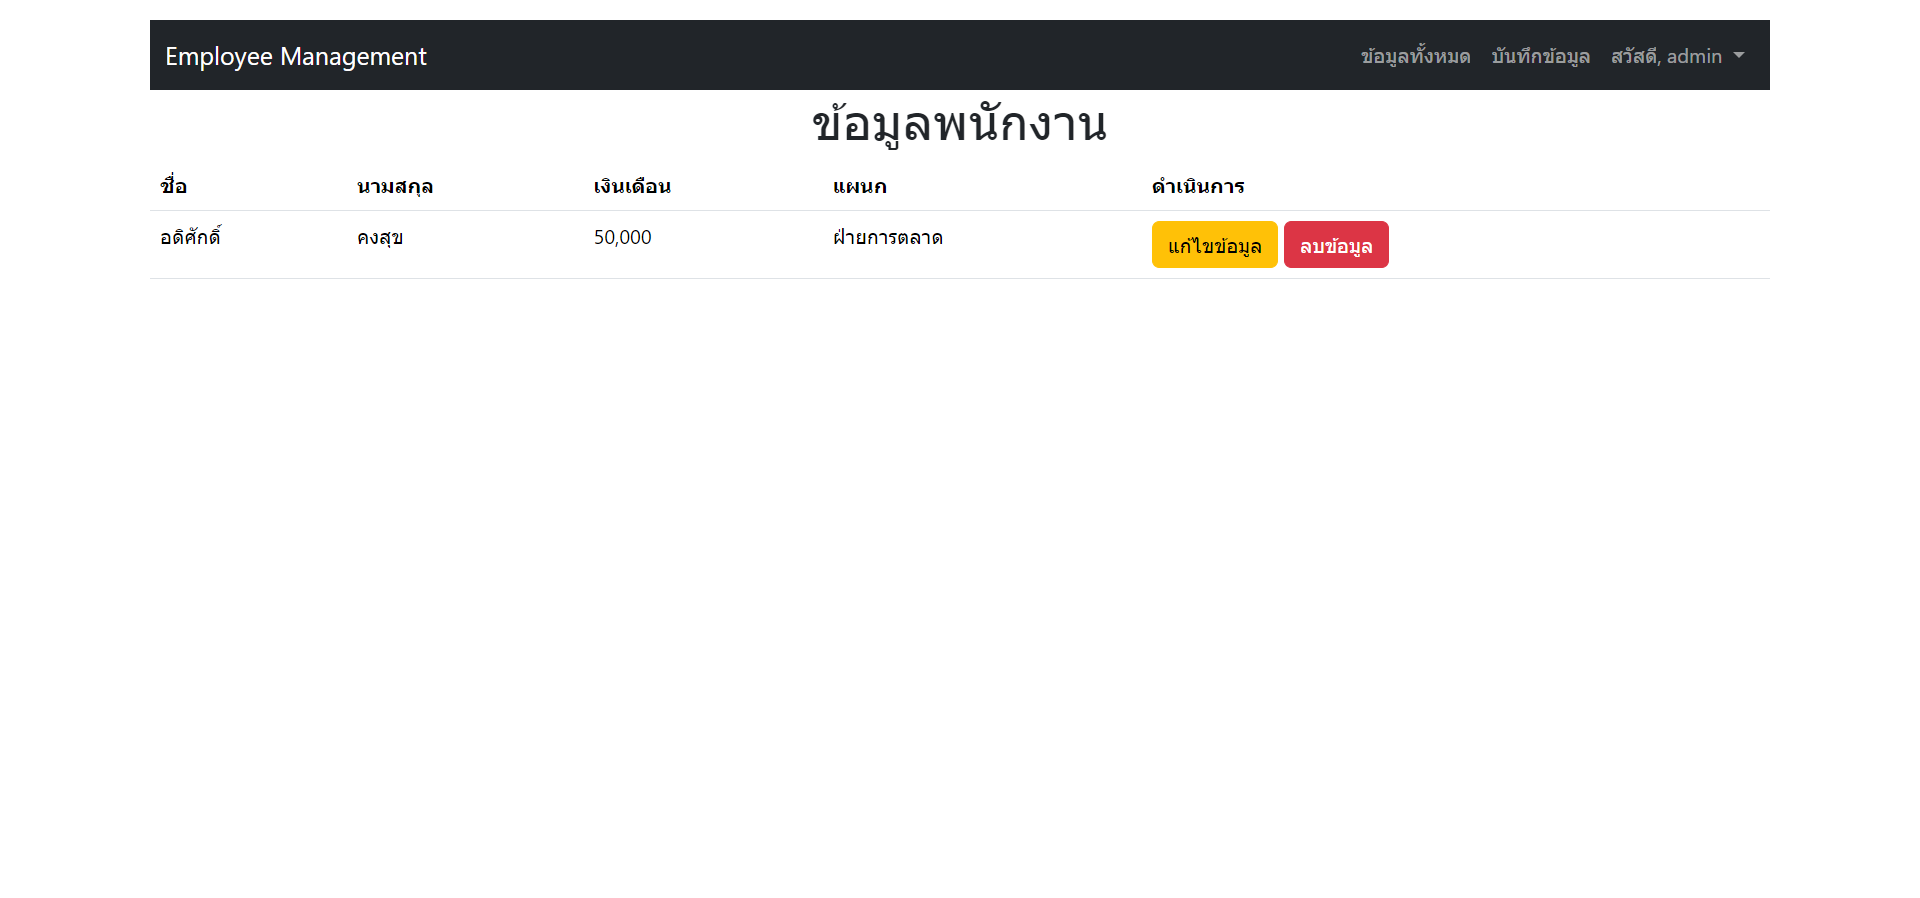 Employee Management ข้อมูลทั้งหมด บันทึกข้อมูล สวัสดี, admin
ข้อมูลพนักงาน
ชื่อ นามสกุล เงินเดือน แผนก ดำเนินการ
อดิศักดิ์ คงสุข 50,000 ฝ่ายการตลาด แก้ไขข้อมูล ลบข้อมูล